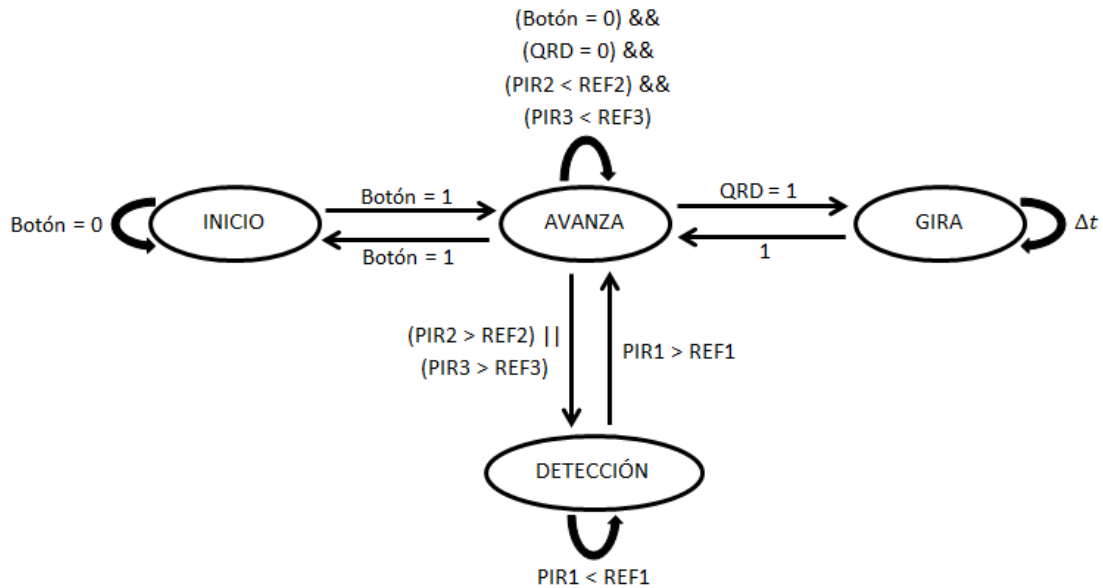 (Botón = 0) &&
(QRD = 0) &&
(PIR2 < REF2) &&
(PIR3 < REF3)
Botón = 0
INICIO
Botón = 1
Botón = 1
AVANZA
QRD = 1
1
GIRA
Δt
(PIR2 > REF2) ||
(PIR3 > REF3)
PIR1 > REF1
DETECCIÓN
PIR1 < REF1